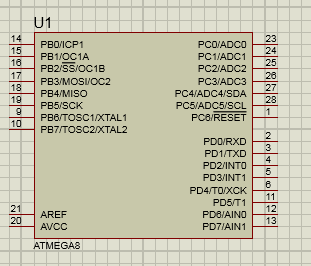 U1
14 PB0/ICP1 PC0/ADC0 23
15 PB1/OC1A PC1/ADC1 24
16 PB2/SS/OC1B PC2/ADC2 25
17 PB3/MOSI/OC2 PC3/ADC3 26
18 PB4/MISO PC4/ADC4/SDA 27
19 PB5/SCK PC5/ADC5/SCL 28
9 PB6/TOSC1/XTAL1 PC6/RESET 1
10 PB7/TOSC2/XTAL2
PD0/RXD 2
PD1/TXD 3
PD2/INT0 4
PD3/INT1 5
PD4/T0/XCK 6
PD5/T1 11
21 AREF PD6/AIN0 12
20 AVCC PD7/AIN1 13
ATMEGA8